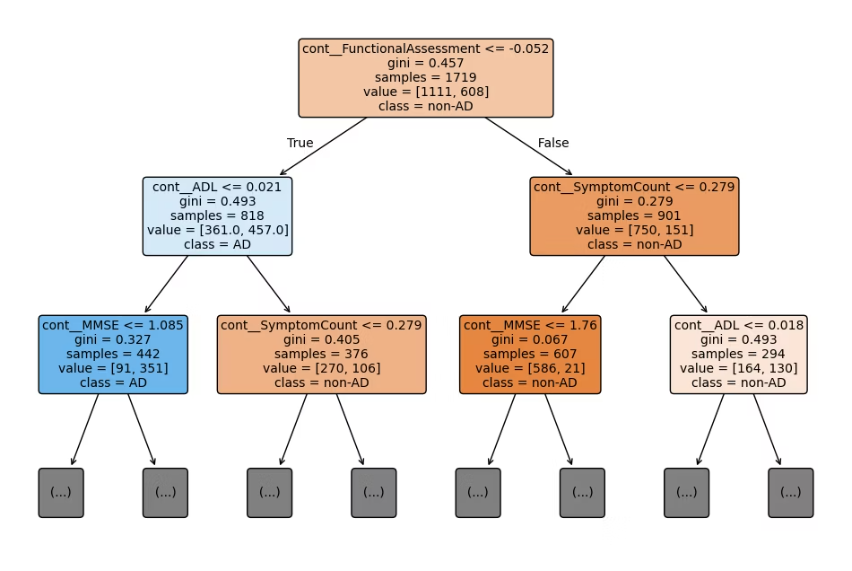 cont__FunctionalAssessment <= -0.052
gini = 0.457
samples = 1719
value = [1111, 608]
class = non-AD
True
False
cont__ADL <= 0.021
gini = 0.493
samples = 818
value = [361.0, 457.0]
class = AD
cont__SymptomCount <= 0.279
gini = 0.279
samples = 901
value = [750, 151]
class = non-AD
cont__MMSE <= 1.085
gini = 0.327
samples = 442
value = [91, 351]
class = AD
cont__SymptomCount <= 0.279
gini = 0.405
samples = 376
value = [270, 106]
class = non-AD
cont__MMSE <= 1.76
gini = 0.067
samples = 607
value = [586, 21]
class = non-AD
cont__ADL <= 0.018
gini = 0.493
samples = 294
value = [164, 130]
class = non-AD
(...)
(...)
(...)
(...)
(...)
(...)
(...)
(...)